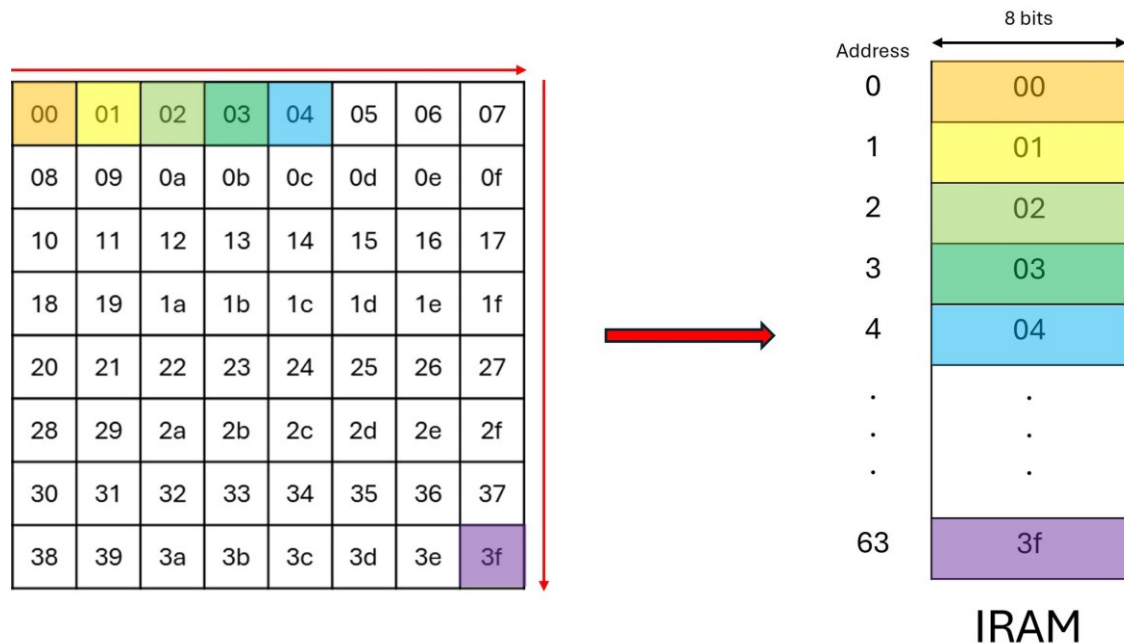 00 01 02 03 04 05 06 07
08 09 0a 0b 0c 0d 0e 0f
10 11 12 13 14 15 16 17
18 19 1a 1b 1c 1d 1e 1f
20 21 22 23 24 25 26 27
28 29 2a 2b 2c 2d 2e 2f
30 31 32 33 34 35 36 37
38 39 3a 3b 3c 3d 3e 3f
8 bits
Address
0 00
1 01
2 02
3 03
4 04
. .
. .
. .
63 3f
IRAM